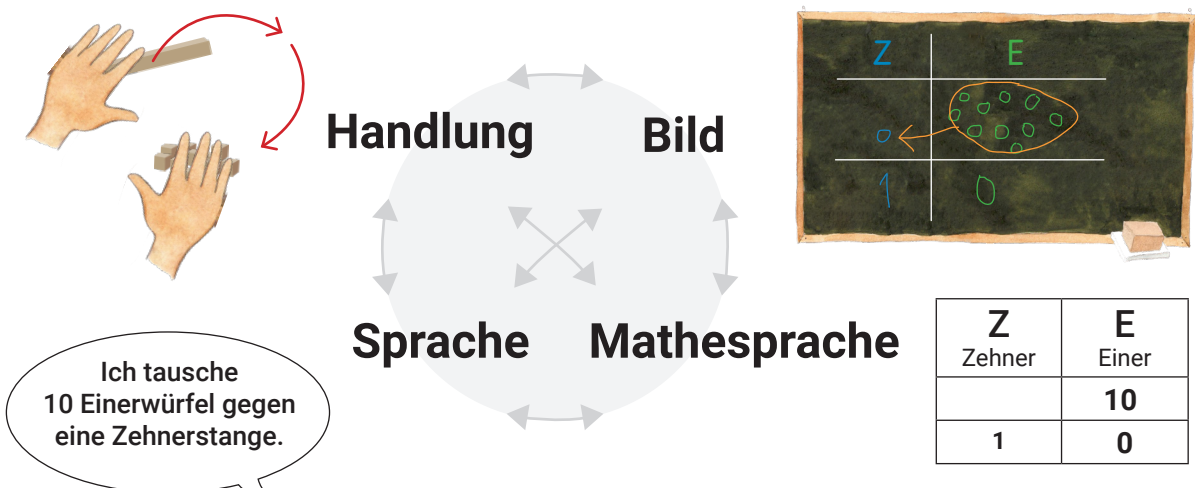 Z E
1 0
Handlung
Bild
Sprache
Mathesprache
Ich tausche
10 Einerwürfel gegen
eine Zehnerstange.
Z E
Zehner Einer
10
1 0